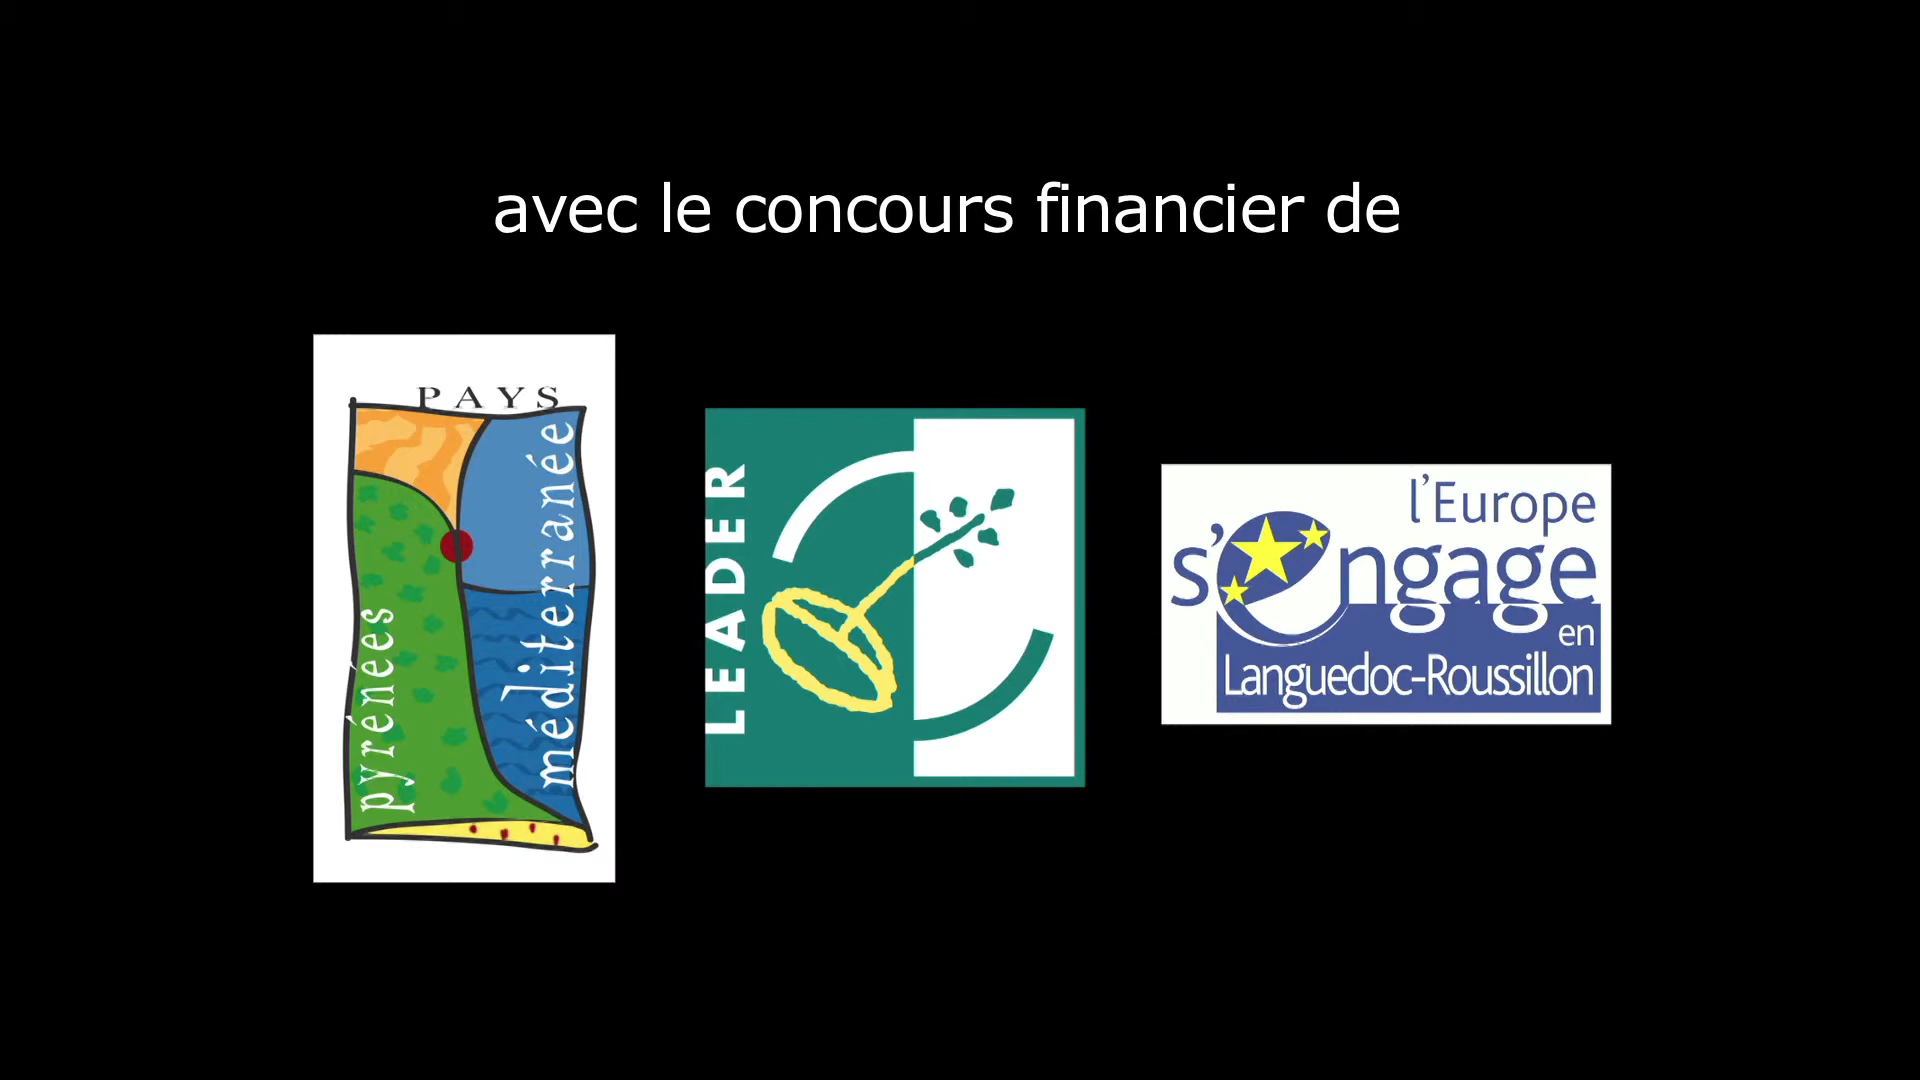 avec le concours financier de
PAYS
pyrénées
méditerranée
LEADER
l'Europe
s'engage
en
Languedoc-Roussillon